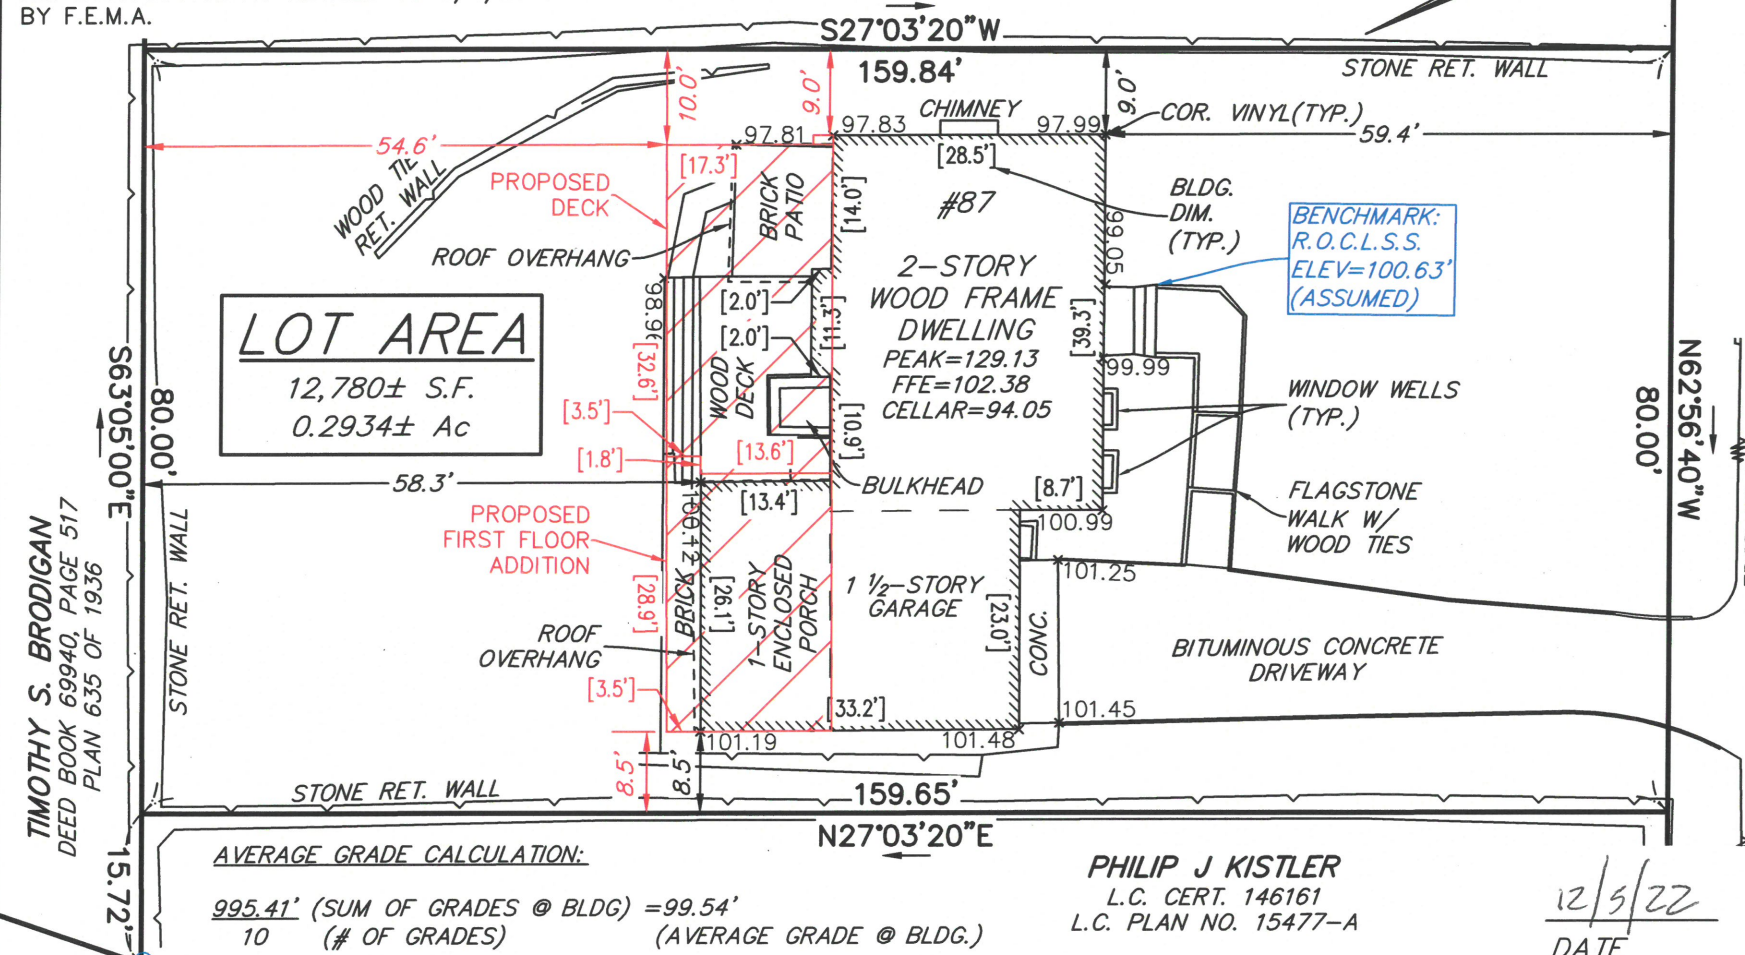 BY F.E.M.A.
S27°03'20"W
159.84'
STONE RET. WALL
10.0'
9.0'
9.0'
CHIMNEY
97.81
97.83
97.99
COR. VINYL(TYP.)
54.6'
59.4'
[28.5']
WOOD TIE
RET. WALL
[17.3']
PROPOSED
DECK
BRICK
PATIO
[14.0']
#87
BLDG.
DIM.
(TYP.)
99.05
BENCHMARK:
R.O.C.L.S.S.
ELEV=100.63'
(ASSUMED)
ROOF OVERHANG
2-STORY
WOOD FRAME
DWELLING
PEAK=129.13
FFE=102.38
CELLAR=94.05
98.96
[2.0']
[2.0']
[11.3']
[39.3']
LOT AREA
12,780± S.F.
0.2934± Ac
S63°05'00"E
80.00'
[32.6']
WOOD
DECK
99.99
WINDOW WELLS
(TYP.)
N62°56'40"W
80.00'
[3.5']
[1.8']
[13.6']
[10.9']
58.3'
[13.4']
BULKHEAD
[8.7']
100.99
FLAGSTONE
WALK W/
WOOD TIES
PROPOSED
FIRST FLOOR
ADDITION
100.12
BRICK
[28.9']
[26.1']
1-STORY
ENCLOSED
PORCH
1 1/2-STORY
GARAGE
[23.0']
CONC.
101.25
STONE RET. WALL
ROOF
OVERHANG
[3.5']
BITUMINOUS CONCRETE
DRIVEWAY
[33.2']
101.45
101.19
101.48
8.5'
8.5'
STONE RET. WALL
159.65'
N27°03'20"E
TIMOTHY S. BRODIGAN
DEED BOOK 69940, PAGE 517
PLAN 635 OF 1936
15.72'
AVERAGE GRADE CALCULATION:
995.41' (SUM OF GRADES @ BLDG) =99.54'
10 (# OF GRADES) (AVERAGE GRADE @ BLDG.)
PHILIP J KISTLER
L.C. CERT. 146161
L.C. PLAN NO. 15477-A
12/5/22
DATE